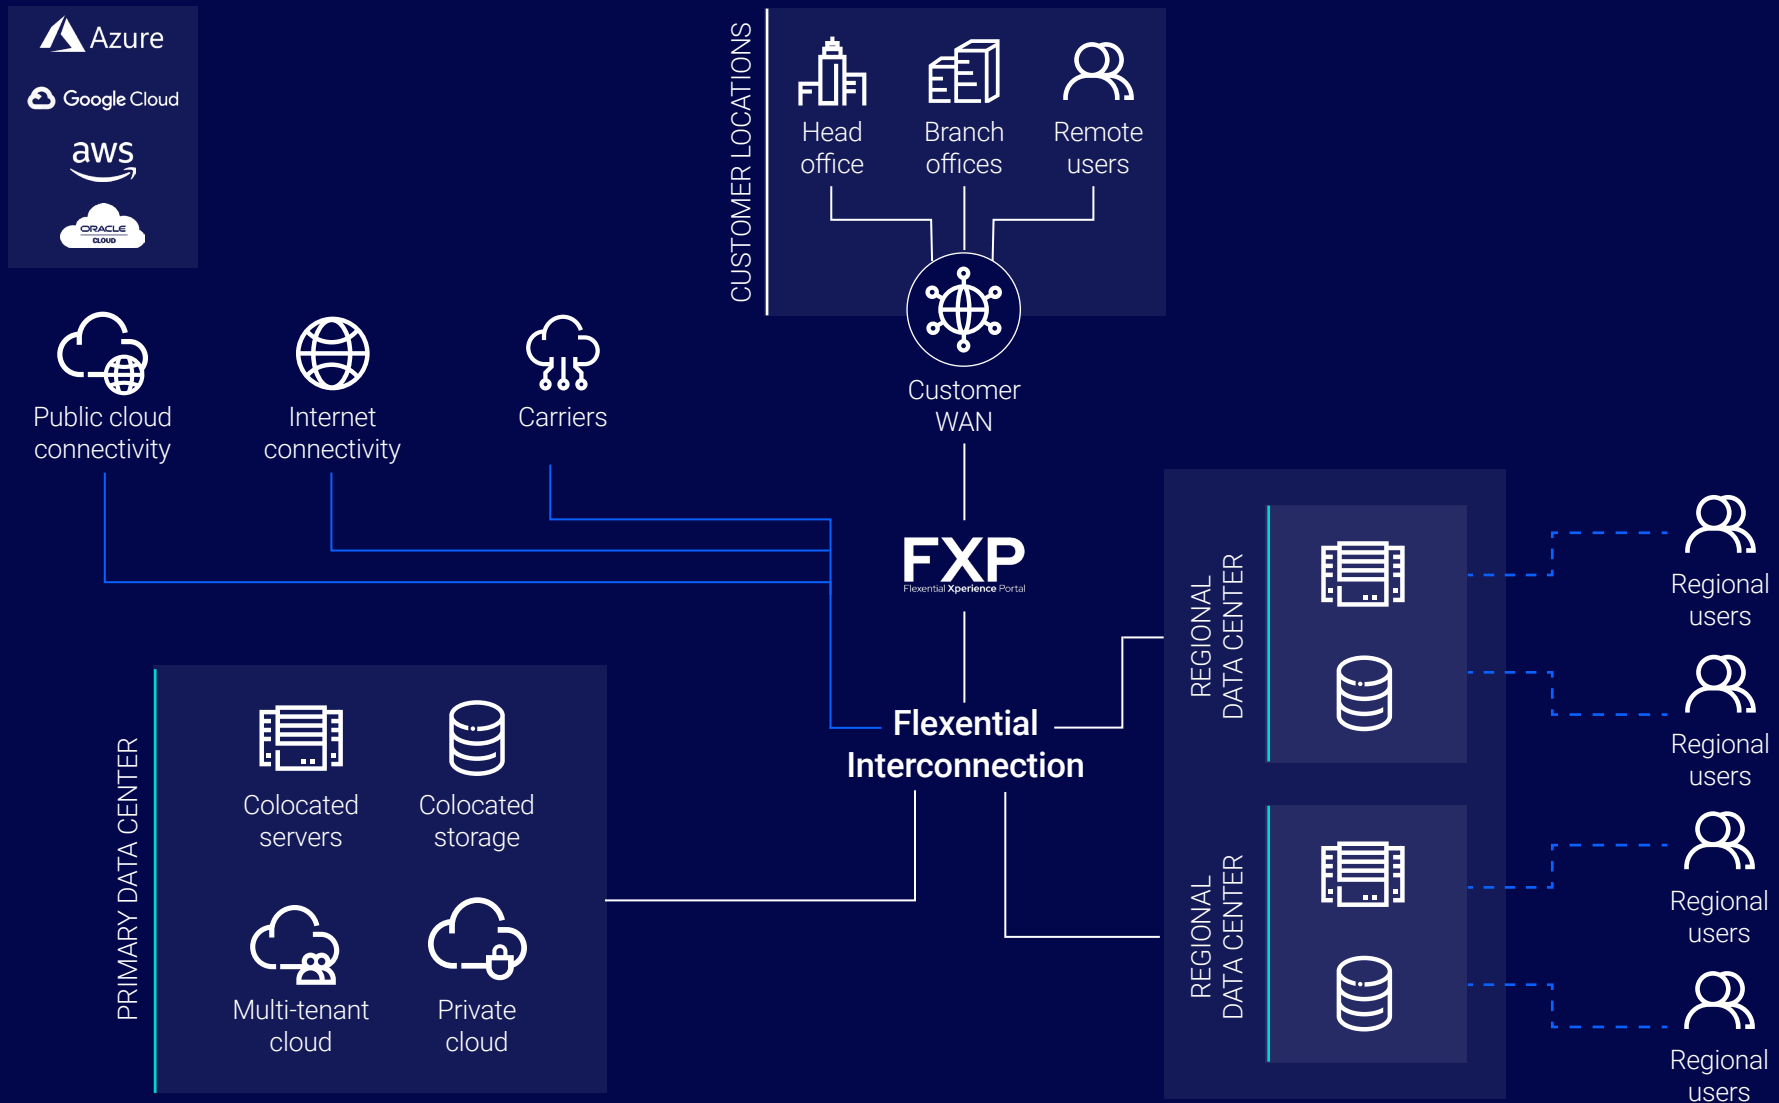 Azure
Google Cloud
aws
ORACLE
CLOUD
CUSTOMER LOCATIONS
Head
office
Branch
offices
Remote
users
Public cloud
connectivity
Internet
connectivity
Carriers
Customer
WAN
FXP
Flexential Xperience Portal
Flexential
Interconnection
PRIMARY DATA CENTER
Colocated
servers
Colocated
storage
Multi-tenant
cloud
Private
cloud
REGIONAL
DATA CENTER
REGIONAL
DATA CENTER
Regional
users
Regional
users
Regional
users
Regional
users